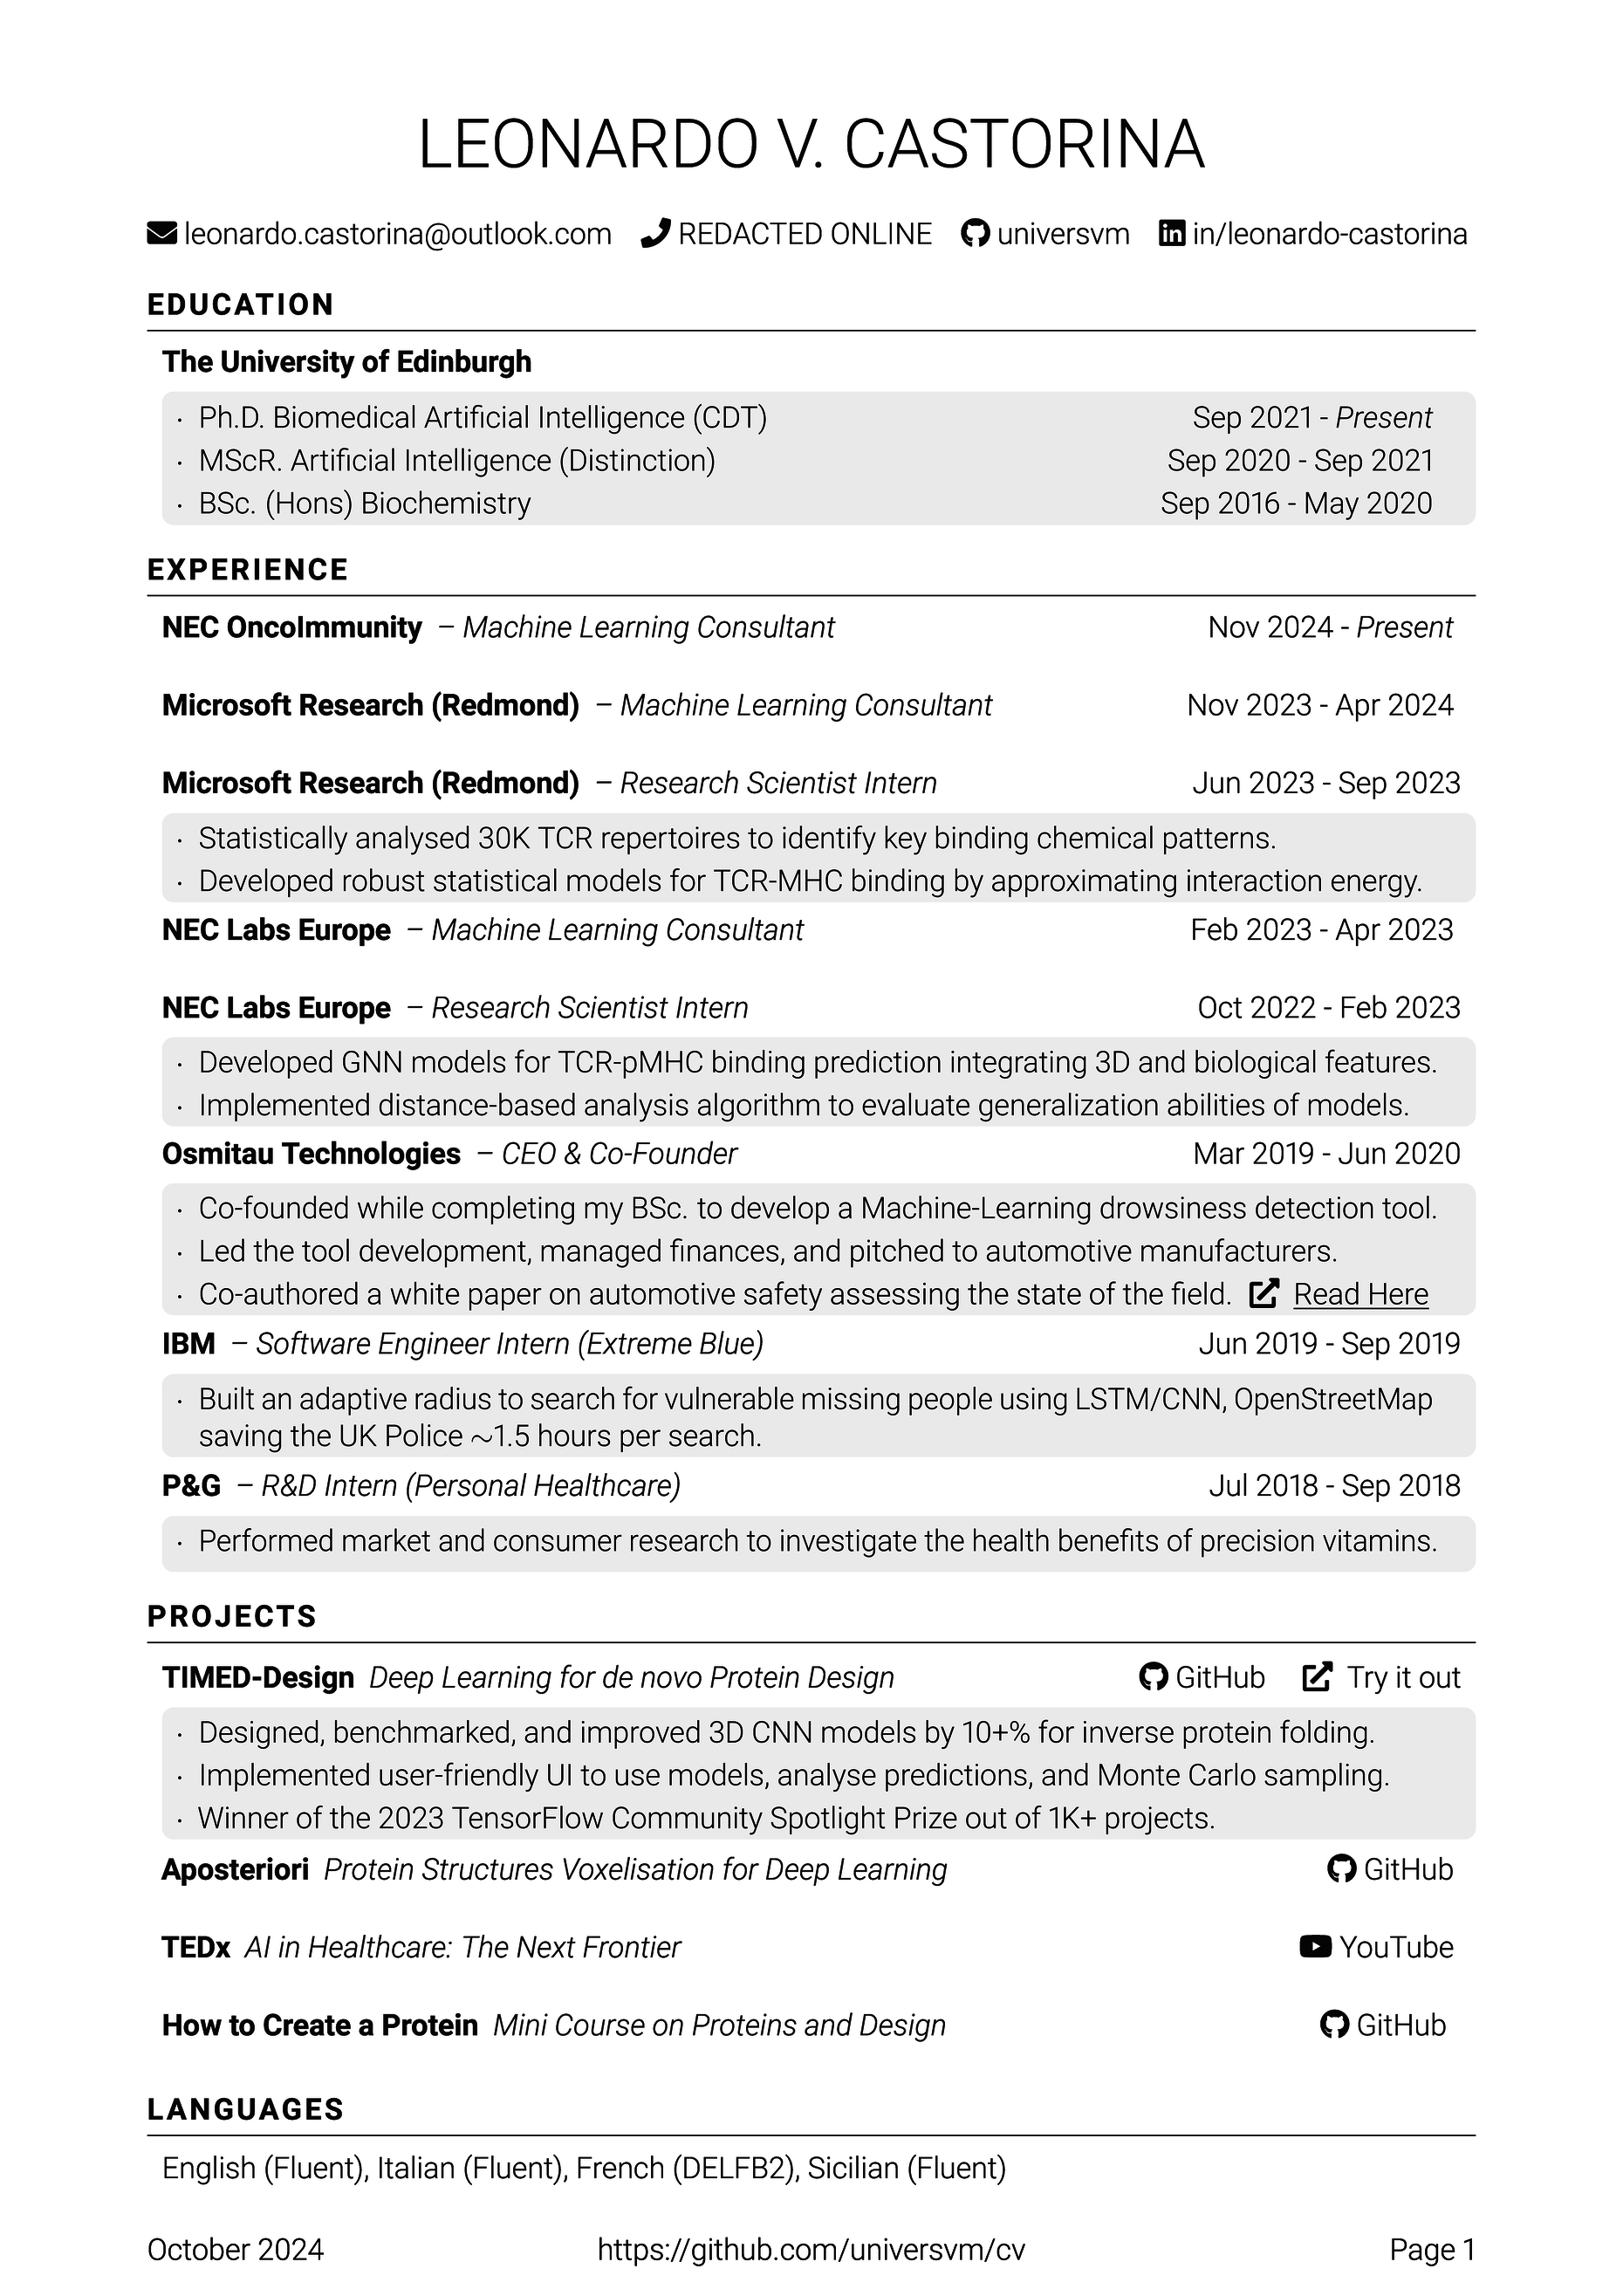 LEONARDO V. CASTORINA
leonardo.castorina@outlook.com REDACTED ONLINE universvm in/leonardo-castorina
EDUCATION
The University of Edinburgh
· Ph.D. Biomedical Artificial Intelligence (CDT) Sep 2021 - Present
· MScR. Artificial Intelligence (Distinction) Sep 2020 - Sep 2021
· BSc. (Hons) Biochemistry Sep 2016 - May 2020
EXPERIENCE
NEC OncoImmunity – Machine Learning Consultant Nov 2024 - Present
Microsoft Research (Redmond) – Machine Learning Consultant Nov 2023 - Apr 2024
Microsoft Research (Redmond) – Research Scientist Intern Jun 2023 - Sep 2023
· Statistically analysed 30K TCR repertoires to identify key binding chemical patterns.
· Developed robust statistical models for TCR-MHC binding by approximating interaction energy.
NEC Labs Europe – Machine Learning Consultant Feb 2023 - Apr 2023
NEC Labs Europe – Research Scientist Intern Oct 2022 - Feb 2023
· Developed GNN models for TCR-pMHC binding prediction integrating 3D and biological features.
· Implemented distance-based analysis algorithm to evaluate generalization abilities of models.
Osmitau Technologies – CEO & Co-Founder Mar 2019 - Jun 2020
· Co-founded while completing my BSc. to develop a Machine-Learning drowsiness detection tool.
· Led the tool development, managed finances, and pitched to automotive manufacturers.
· Co-authored a white paper on automotive safety assessing the state of the field. Read Here
IBM – Software Engineer Intern (Extreme Blue) Jun 2019 - Sep 2019
· Built an adaptive radius to search for vulnerable missing people using LSTM/CNN, OpenStreetMap
saving the UK Police ~1.5 hours per search.
P&G – R&D Intern (Personal Healthcare) Jul 2018 - Sep 2018
· Performed market and consumer research to investigate the health benefits of precision vitamins.
PROJECTS
TIMED-Design Deep Learning for de novo Protein Design GitHub Try it out
· Designed, benchmarked, and improved 3D CNN models by 10+% for inverse protein folding.
· Implemented user-friendly UI to use models, analyse predictions, and Monte Carlo sampling.
· Winner of the 2023 TensorFlow Community Spotlight Prize out of 1K+ projects.
Aposteriori Protein Structures Voxelisation for Deep Learning GitHub
TEDx AI in Healthcare: The Next Frontier YouTube
How to Create a Protein Mini Course on Proteins and Design GitHub
LANGUAGES
English (Fluent), Italian (Fluent), French (DELFB2), Sicilian (Fluent)
October 2024 https://github.com/universvm/cv Page 1